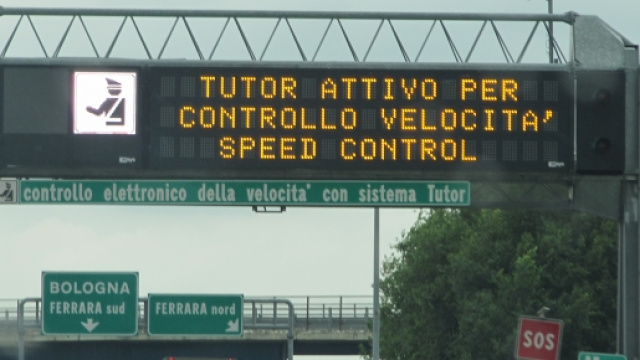 TUTOR ATTIVO PER
CONTROLLO VELOCITA'
SPEED CONTROL
controllo elettronico della velocita' con sistema Tutor
BOLOGNA
FERRARA sud
FERRARA nord
SOS